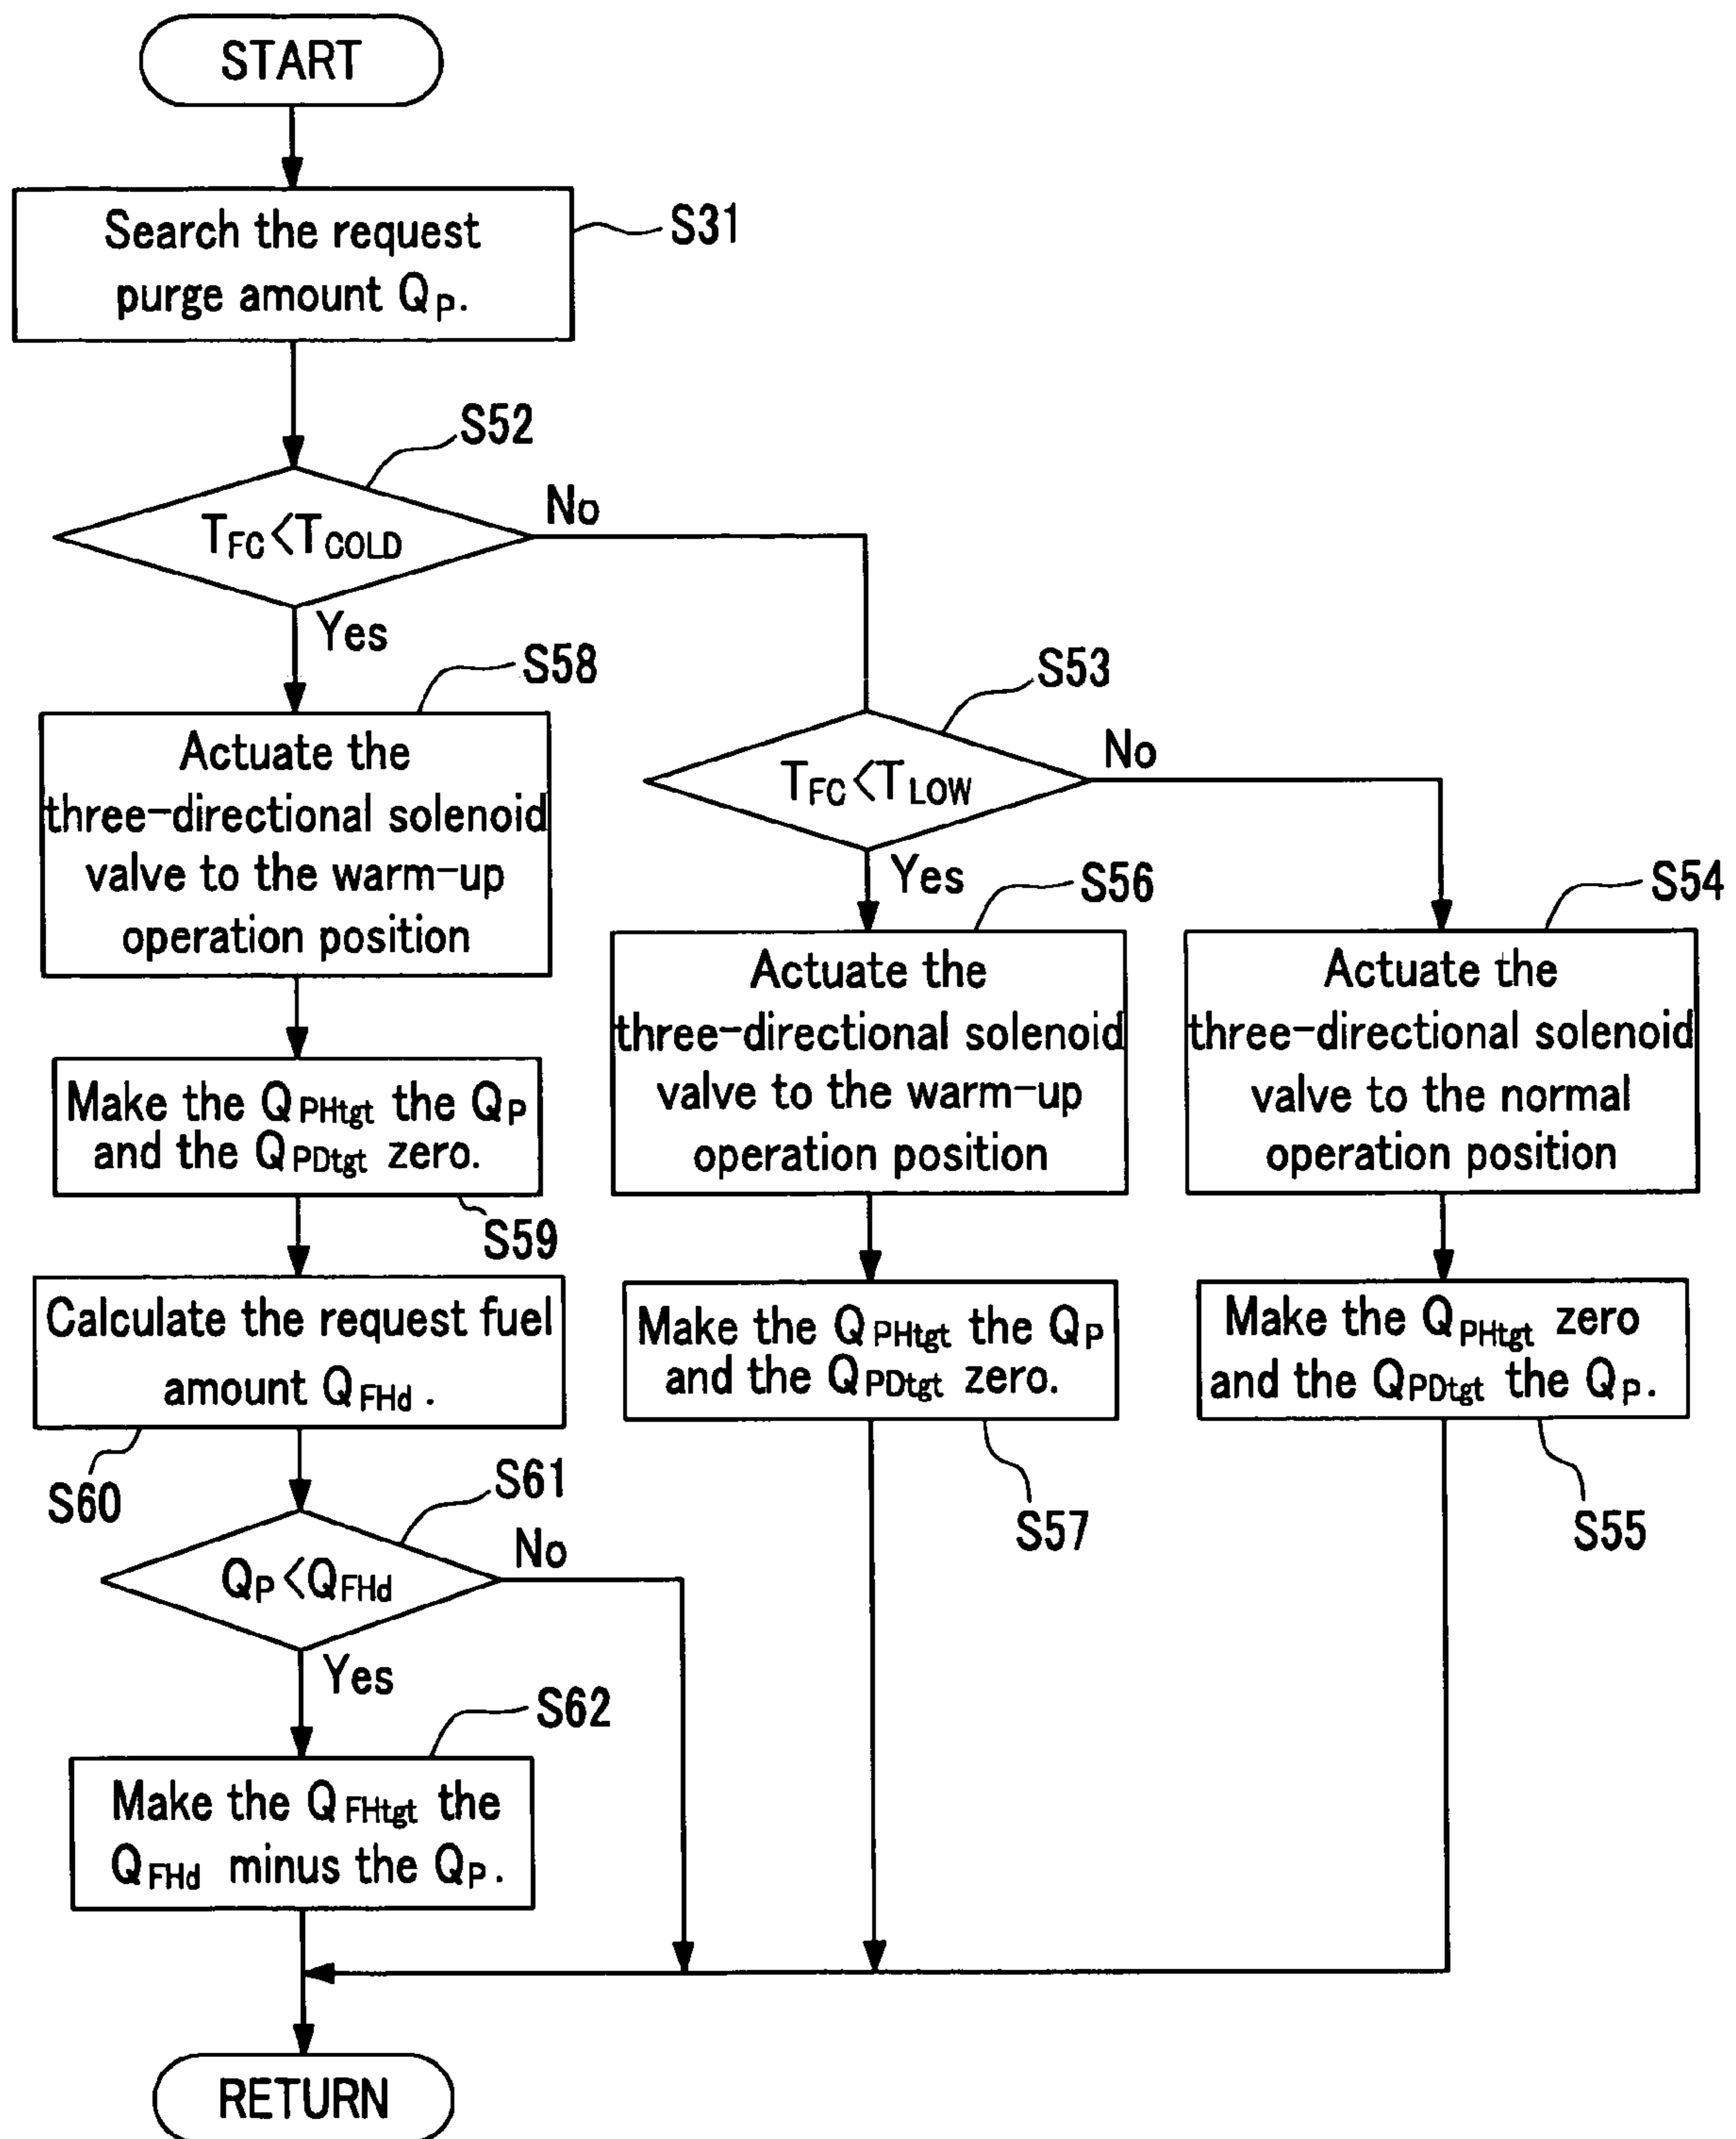 START
Search the request
purge amount QP.
S31
S52
TFC<TCOLD
No
Yes
S58
Actuate the
three-directional solenoid
valve to the warm-up
operation position
Make the QPHtgt the QP
and the QPDtgt zero.
S59
Calculate the request fuel
amount QFHd.
S60
S61
QP<QFHd
No
Yes
S62
Make the QFHtgt the
QFHd minus the QP.
S53
TFC<TLOW
No
Yes
S56
Actuate the
three-directional solenoid
valve to the warm-up
operation position
Make the QPHtgt the QP
and the QPDtgt zero.
S57
S54
Actuate the
three-directional solenoid
valve to the normal
operation position
Make the QPHtgt zero
and the QPDtgt the QP.
S55
RETURN